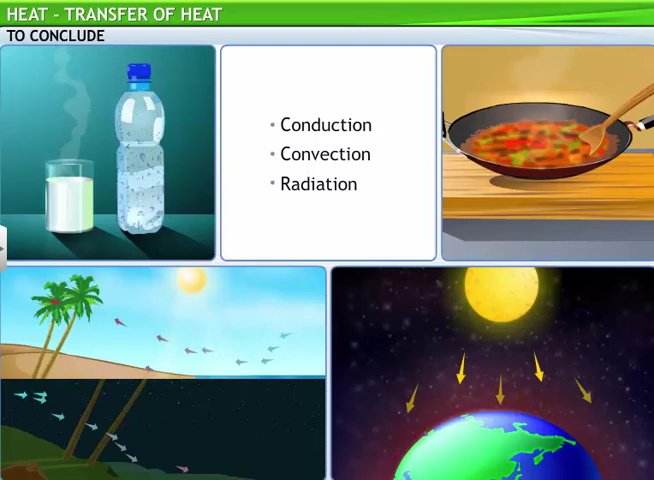 HEAT - TRANSFER OF HEAT
TO CONCLUDE
• Conduction
• Convection
• Radiation